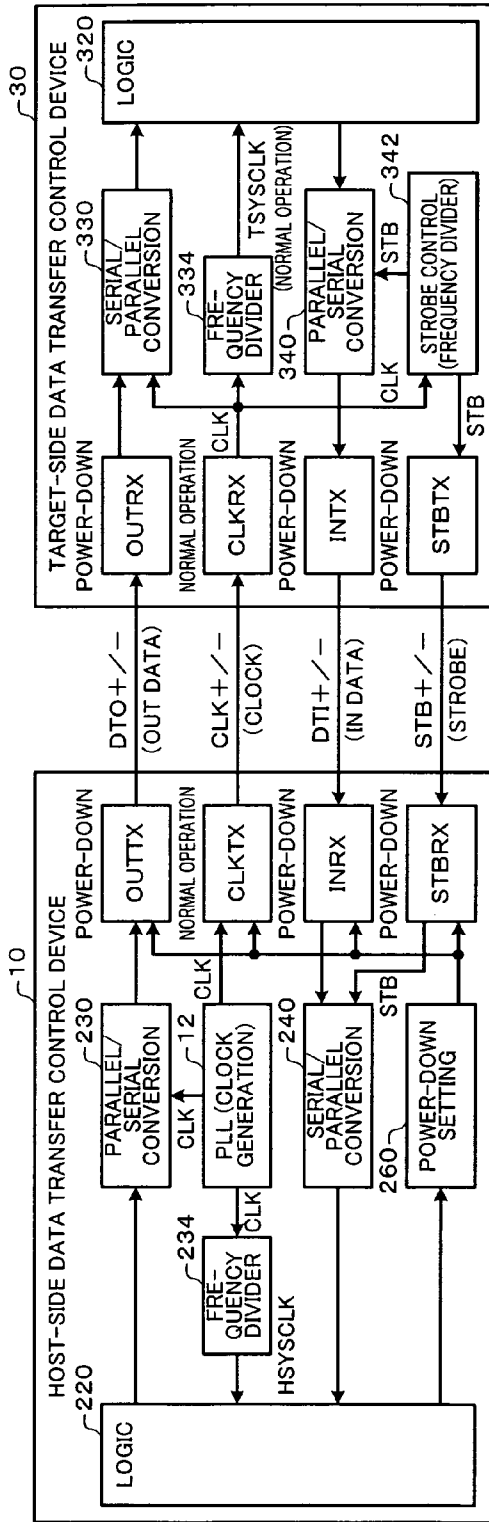 HOST-SIDE DATA TRANSFER CONTROL DEVICE
10
220
LOGIC
230
PARALLEL/
SERIAL
CONVERSION
CLK
12
PLL (CLOCK
GENERATION)
CLK
CLK
234
FRE-
QUENCY
DIVIDER
HSYSCLK
240
SERIAL/
PARALLEL
CONVERSION
STB
260
POWER-DOWN
SETTING
POWER-DOWN
OUTTX
NORMAL OPERATION
CLKTX
POWER-DOWN
INRX
POWER-DOWN
STBRX
DTO+/-
(OUT DATA)
CLK+/-
(CLOCK)
DTI+/-
(IN DATA)
STB+/-
(STROBE)
TARGET-SIDE DATA TRANSFER CONTROL DEVICE
30
POWER-DOWN
OUTRX
NORMAL OPERATION
CLKRX
POWER-DOWN
INTX
POWER-DOWN
STBTX
330
SERIAL/
PARALLEL
CONVERSION
CLK
334
FRE-
QUENCY
DIVIDER
TSYSCLK
(NORMAL OPERATION)
340
PARALLEL/
SERIAL
CONVERSION
CLK
STB
342
STROBE CONTROL
(FREQUENCY DIVIDER)
STB
320
LOGIC